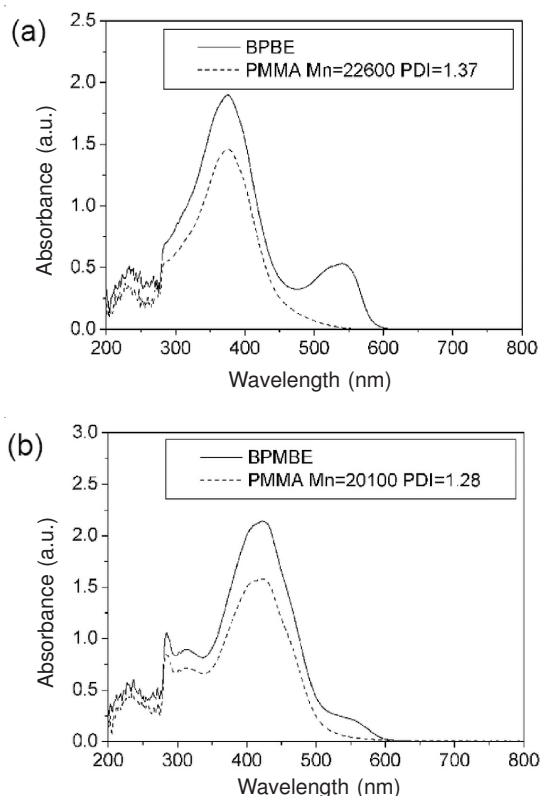 (a)
BPBE
PMMA Mn=22600 PDI=1.37
2.5
2.0
1.5
1.0
0.5
0.0
Absorbance (a.u.)
200 300 400 500 600 700 800
Wavelength (nm)
(b)
BPMBE
PMMA Mn=20100 PDI=1.28
3.0
2.5
2.0
1.5
1.0
0.5
0.0
Absorbance (a.u.)
200 300 400 500 600 700 800
Wavelength (nm)